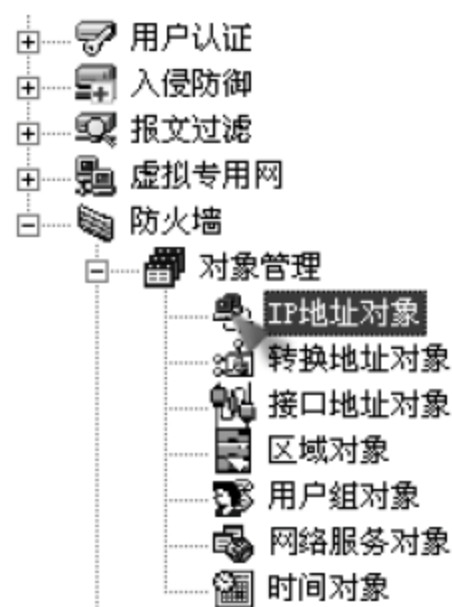 用户认证
入侵防御
报文过滤
虚拟专用网
防火墙
对象管理
IP地址对象
转换地址对象
接口地址对象
区域对象
用户组对象
网络服务对象
时间对象